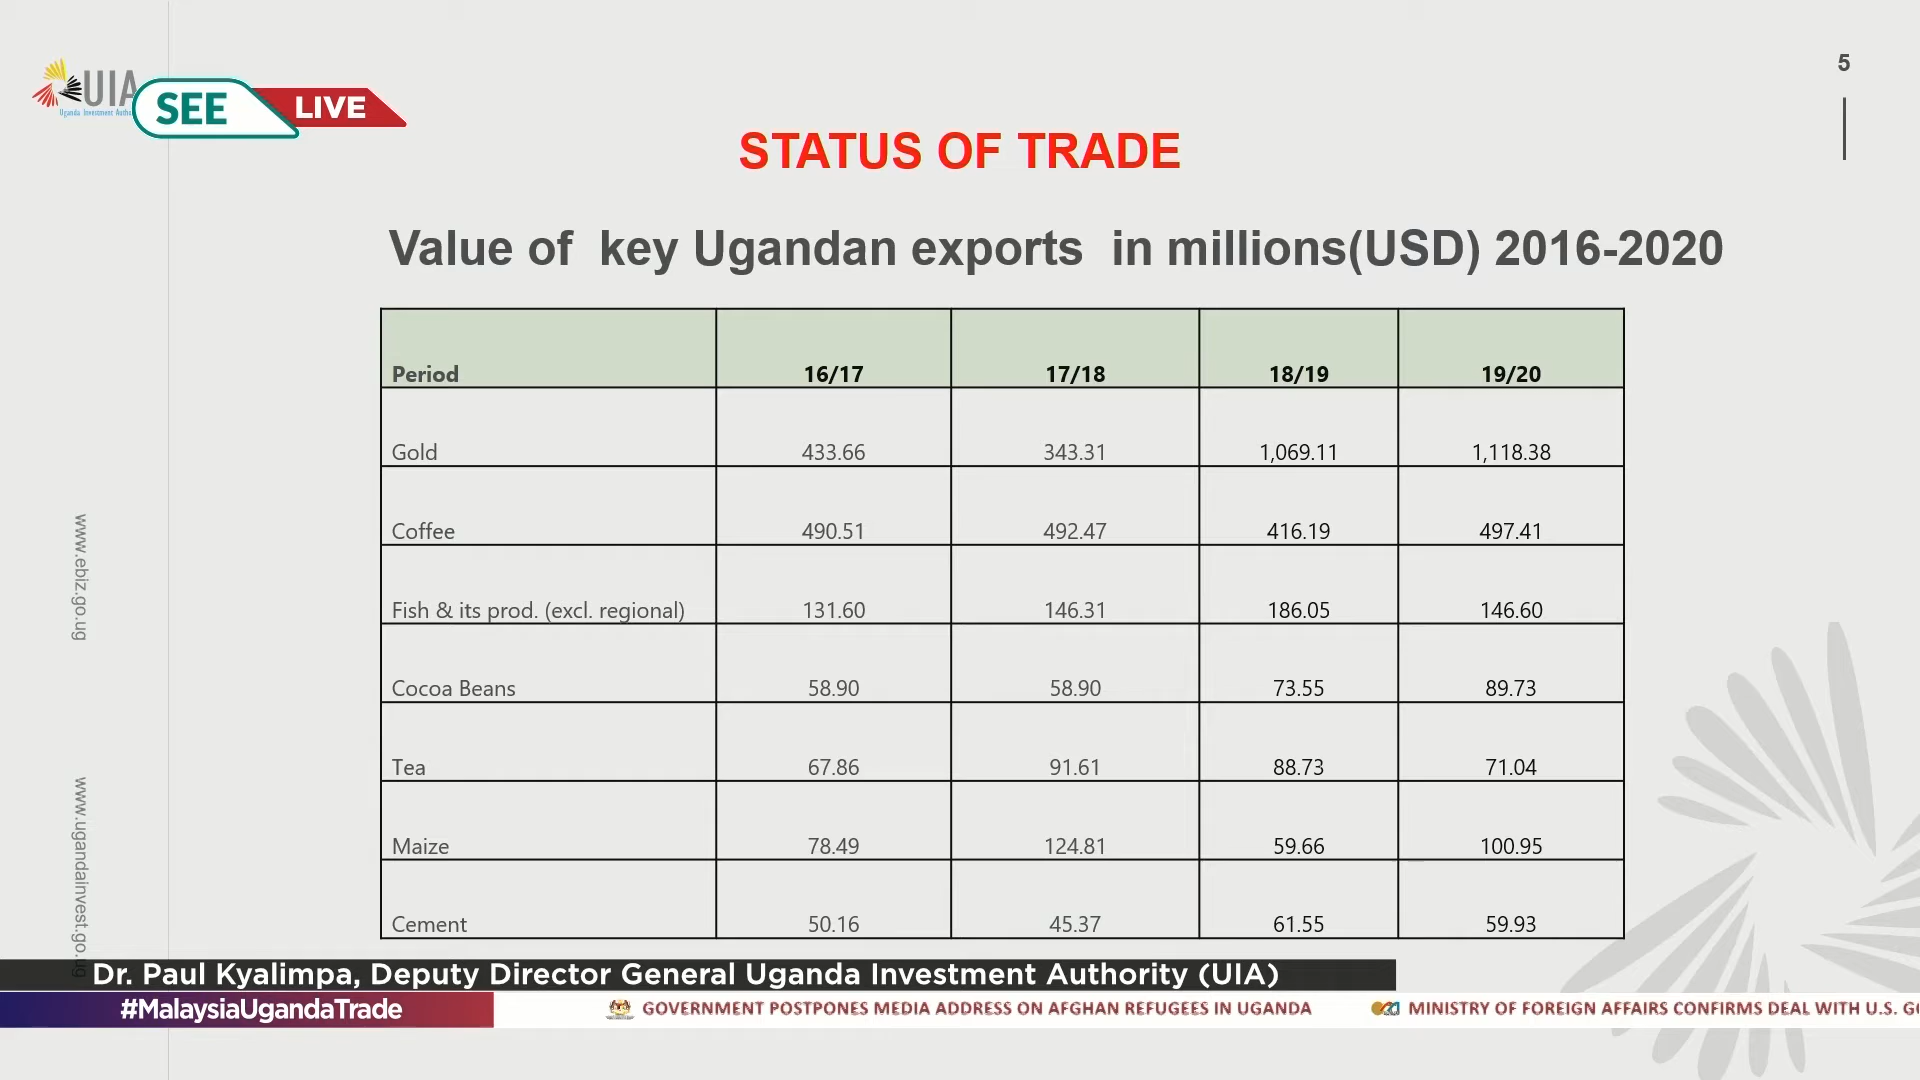 UIA
Uganda Investment Autho
SEE
LIVE
5
STATUS OF TRADE
Value of key Ugandan exports in millions(USD) 2016-2020
Period 16/17 17/18 18/19 19/20
Gold 433.66 343.31 1,069.11 1,118.38
Coffee 490.51 492.47 416.19 497.41
Fish & its prod. (excl. regional) 131.60 146.31 186.05 146.60
Cocoa Beans 58.90 58.90 73.55 89.73
Tea 67.86 91.61 88.73 71.04
Maize 78.49 124.81 59.66 100.95
Cement 50.16 45.37 61.55 59.93
www.ebiz.go.ug
www.ugandainvest.go.ug
Dr. Paul Kyalimpa, Deputy Director General Uganda Investment Authority (UIA)
#MalaysiaUgandaTrade
GOVERNMENT POSTPONES MEDIA ADDRESS ON AFGHAN REFUGEES IN UGANDA
MINISTRY OF FOREIGN AFFAIRS CONFIRMS DEAL WITH U.S. G